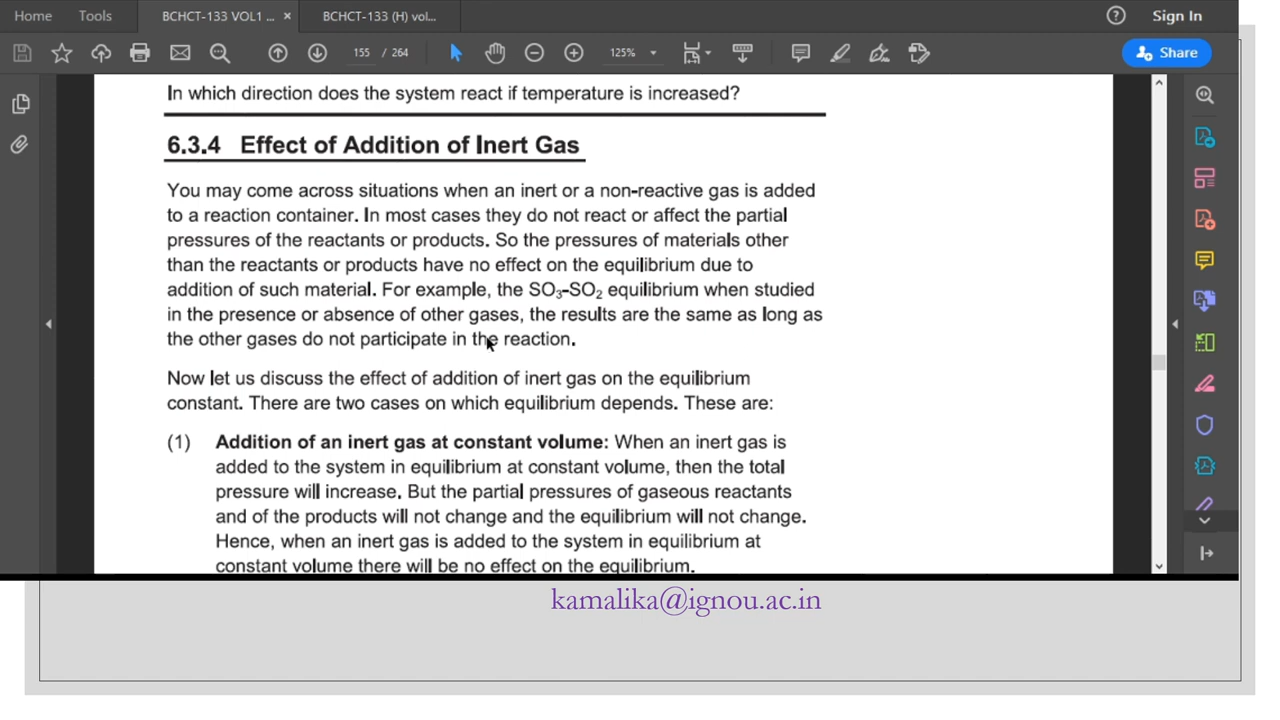 Home Tools BCHCT-133 VOL1 ... × BCHCT-133 (H) vol... Sign In
155 / 264 125% Share
In which direction does the system react if temperature is increased?
6.3.4 Effect of Addition of Inert Gas
You may come across situations when an inert or a non-reactive gas is added
to a reaction container. In most cases they do not react or affect the partial
pressures of the reactants or products. So the pressures of materials other
than the reactants or products have no effect on the equilibrium due to
addition of such material. For example, the SO₃-SO₂ equilibrium when studied
in the presence or absence of other gases, the results are the same as long as
the other gases do not participate in the reaction.
Now let us discuss the effect of addition of inert gas on the equilibrium
constant. There are two cases on which equilibrium depends. These are:
(1) Addition of an inert gas at constant volume: When an inert gas is
added to the system in equilibrium at constant volume, then the total
pressure will increase. But the partial pressures of gaseous reactants
and of the products will not change and the equilibrium will not change.
Hence, when an inert gas is added to the system in equilibrium at
constant volume there will be no effect on the equilibrium.
kamalika@ignou.ac.in